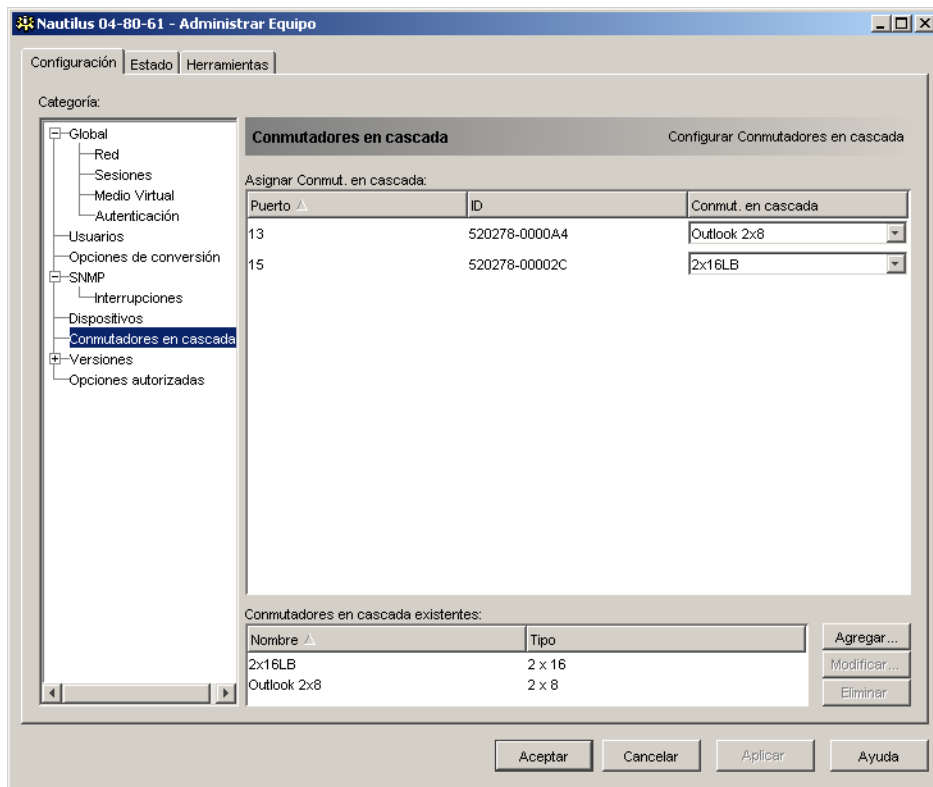 Nautilus 04-80-61 - Administrar Equipo
Configuración Estado Herramientas
Categoría:
Global
Red
Sesiones
Medio Virtual
Autenticación
Usuarios
Opciones de conversión
SNMP
Interrupciones
Dispositivos
Conmutadores en cascada
Versiones
Opciones autorizadas
Conmutadores en cascada Configurar Conmutadores en cascada
Asignar Conmut. en cascada:
Puerto ID Conmut. en cascada
13 520278-0000A4 Outlook 2x8
15 520278-00002C 2x16LB
Conmutadores en cascada existentes:
Nombre Tipo
2x16LB 2 x 16
Outlook 2x8 2 x 8
Agregar...
Modificar...
Eliminar
Aceptar Cancelar Aplicar Ayuda